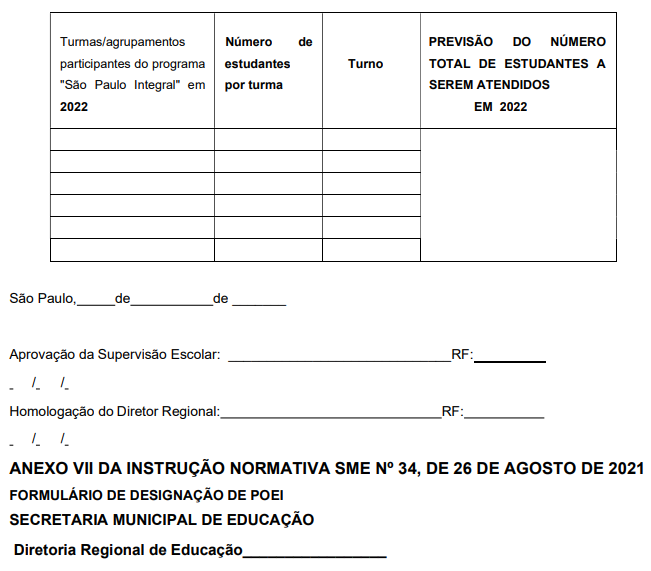 Turmas/agrupamentos
participantes do programa
"São Paulo Integral" em
2022
Número de
estudantes
por turma
Turno
PREVISÃO DO NÚMERO
TOTAL DE ESTUDANTES A
SEREM ATENDIDOS
EM 2022
São Paulo,_____de___________de _______
Aprovação da Supervisão Escolar: ______________________________RF:__________
_ /_ /_
Homologação do Diretor Regional:______________________________RF:___________
_ /_ /_
ANEXO VII DA INSTRUÇÃO NORMATIVA SME Nº 34, DE 26 DE AGOSTO DE 2021
FORMULÁRIO DE DESIGNAÇÃO DE POEI
SECRETARIA MUNICIPAL DE EDUCAÇÃO
Diretoria Regional de Educação_________________